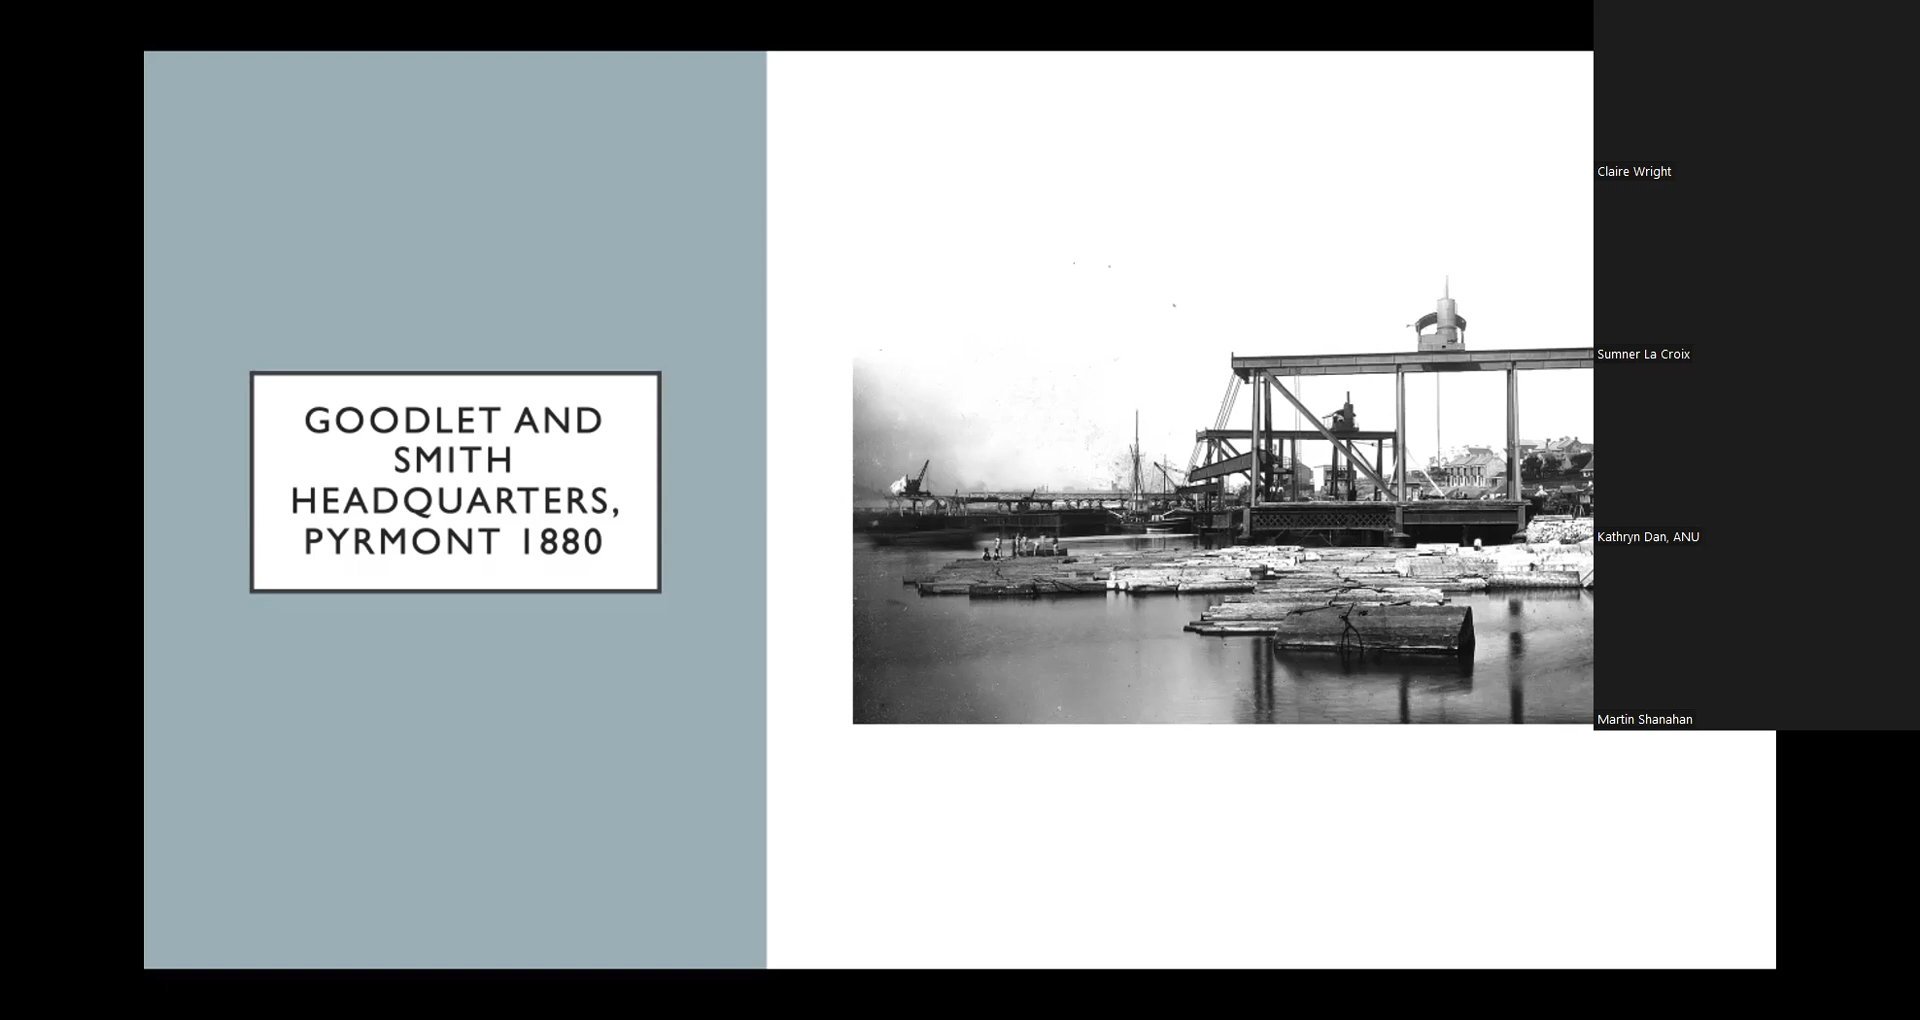 GOODLET AND
SMITH
HEADQUARTERS,
PYRMONT 1880
Claire Wright
Sumner La Croix
Kathryn Dan, ANU
Martin Shanahan